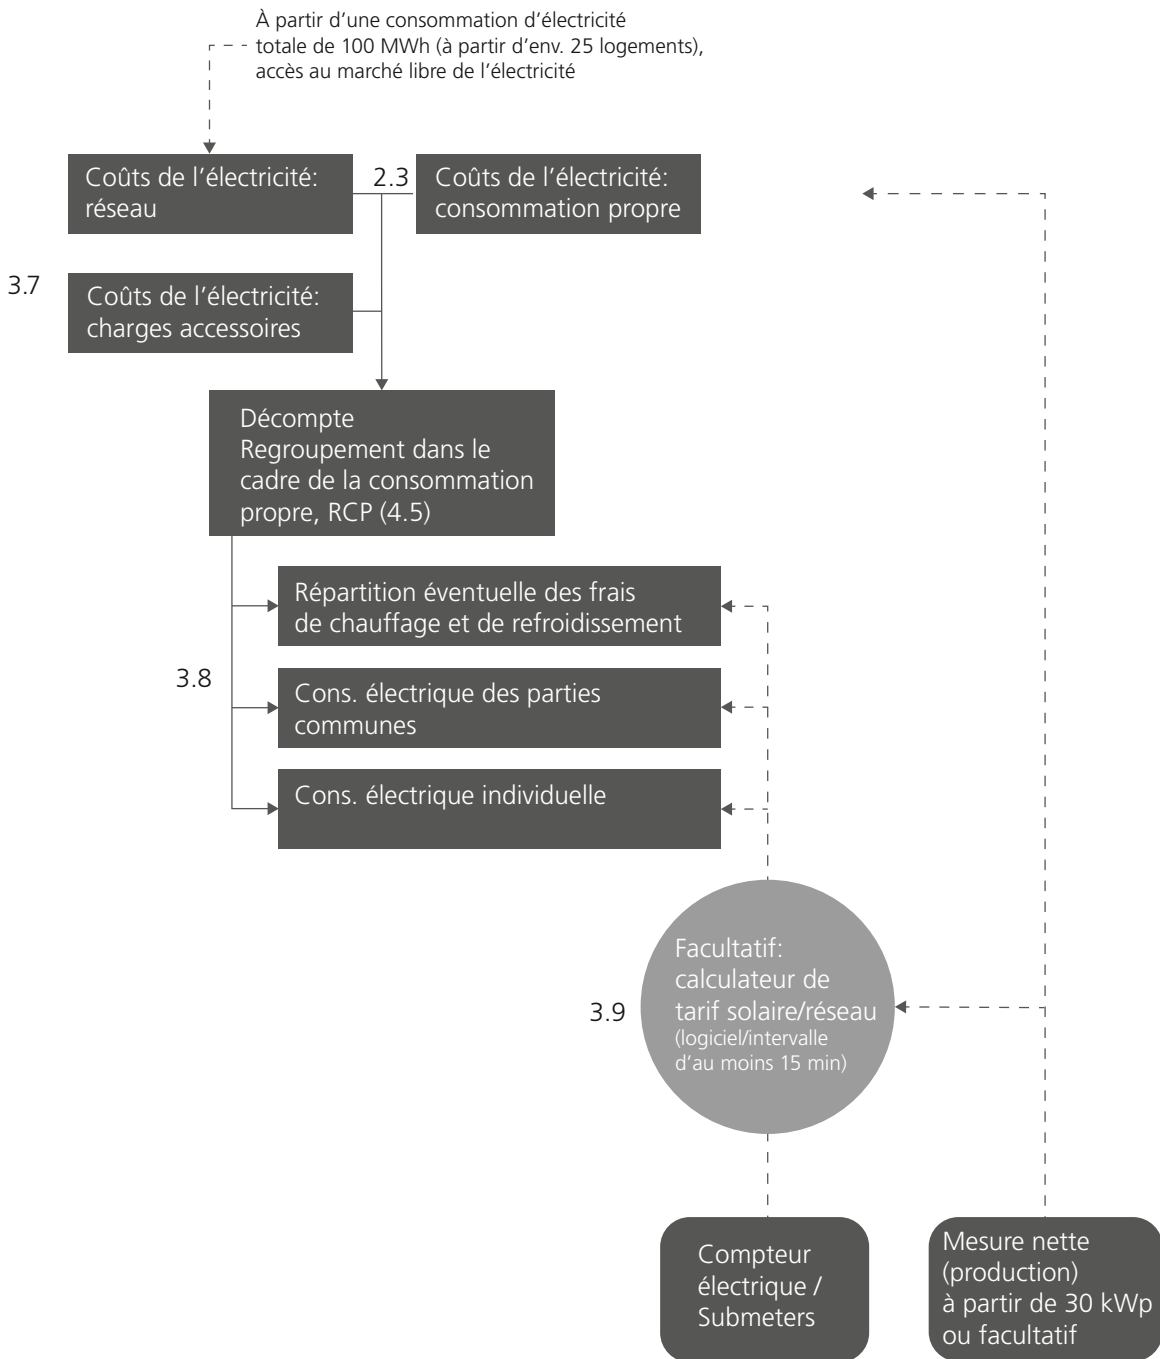 À partir d’une consommation d’électricité
totale de 100 MWh (à partir d’env. 25 logements),
accès au marché libre de l’électricité
Coûts de l’électricité:
réseau
2.3
Coûts de l’électricité:
consommation propre
3.7
Coûts de l’électricité:
charges accessoires
Décompte
Regroupement dans le
cadre de la consommation
propre, RCP (4.5)
Répartition éventuelle des frais
de chauffage et de refroidissement
3.8
Cons. électrique des parties
communes
Cons. électrique individuelle
3.9
Facultatif:
calculateur de
tarif solaire/réseau
(logiciel/intervalle
d’au moins 15 min)
Compteur
électrique /
Submeters
Mesure nette
(production)
à partir de 30 kWp
ou facultatif